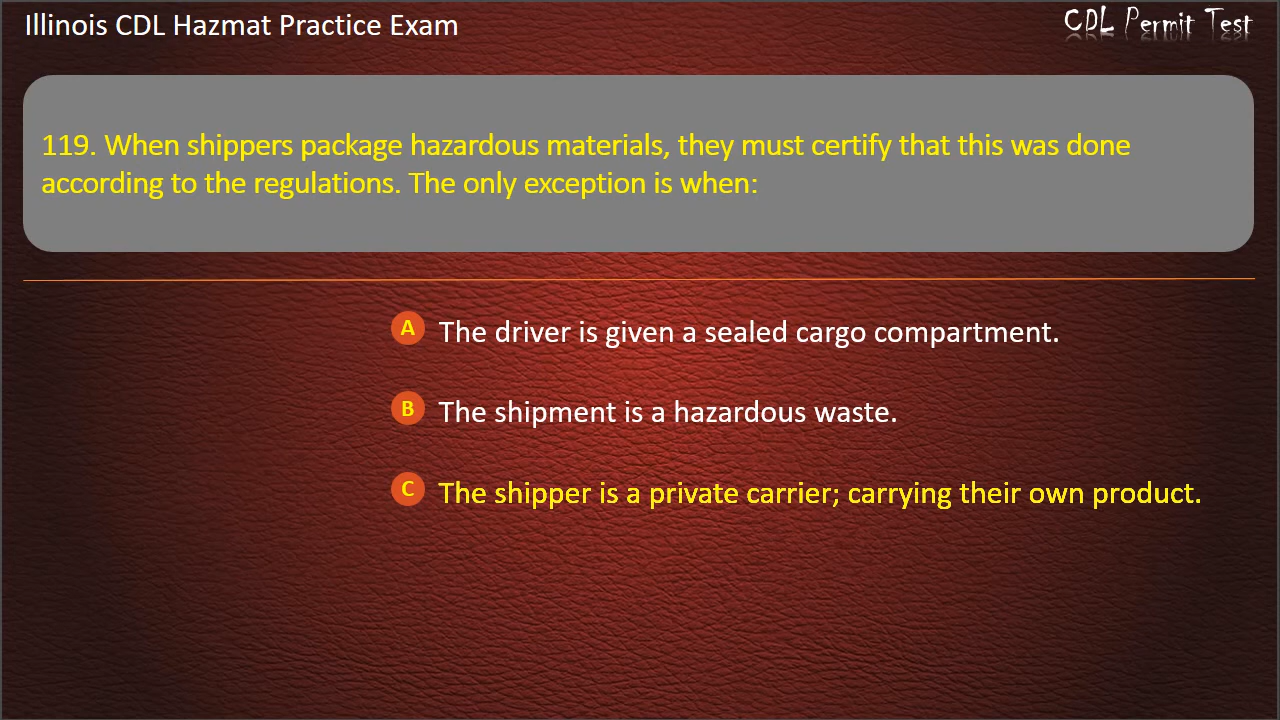 Illinois CDL Hazmat Practice Exam
CDL Permit Test
119. When shippers package hazardous materials, they must certify that this was done
according to the regulations. The only exception is when:
A The driver is given a sealed cargo compartment.
B The shipment is a hazardous waste.
C The shipper is a private carrier; carrying their own product.